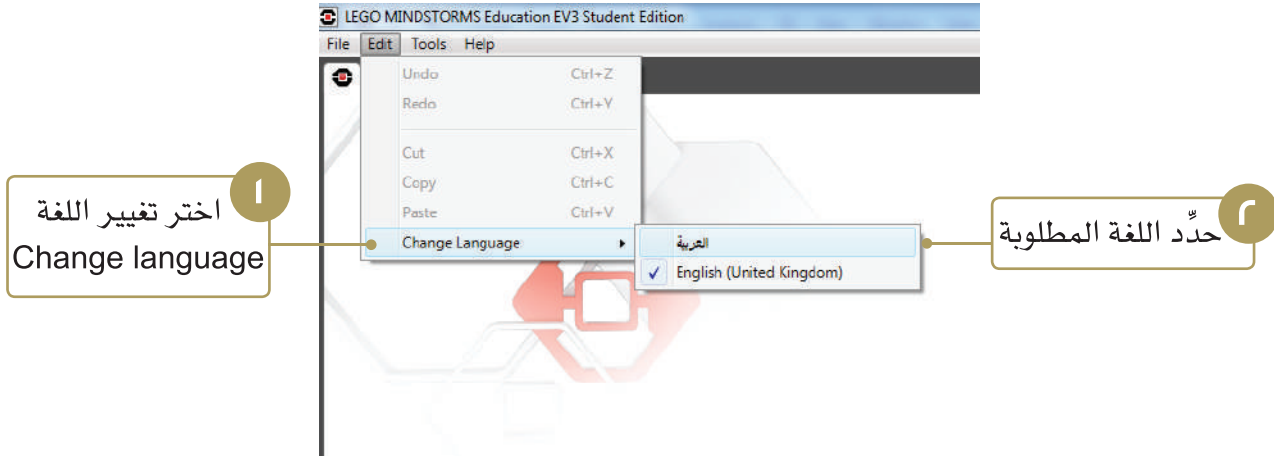 LEGO MINDSTORMS Education EV3 Student Edition
File Edit Tools Help
Undo Ctrl+Z
Redo Ctrl+Y
Cut Ctrl+X
Copy Ctrl+C
Paste Ctrl+V
Change Language
العربية
English (United Kingdom)
١
اختر تغيير اللغة
Change language
٢
حدِّد اللغة المطلوبة